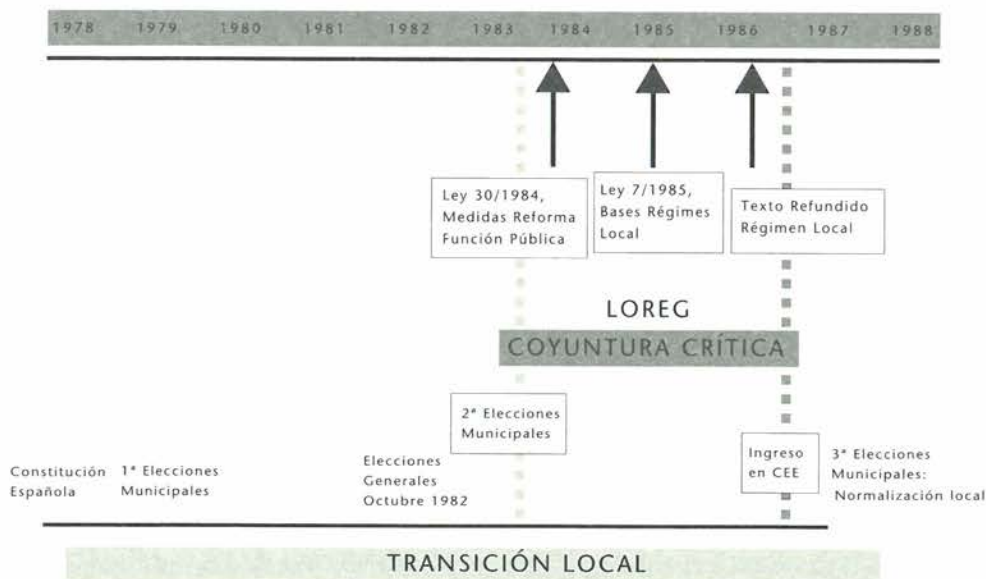 1978 1979 1980 1981 1982 1983 1984 1985 1986 1987 1988
Ley 30/1984,
Medidas Reforma
Función Pública
Ley 7/1985,
Bases Régimes
Local
Texto Refundido
Régimen Local
LOREG
COYUNTURA CRÍTICA
2ª Elecciones
Municipales
Constitución
Española
1ª Elecciones
Municipales
Elecciones
Generales
Octubre 1982
Ingreso
en CEE
3ª Elecciones
Municipales:
Normalización local
TRANSICIÓN LOCAL